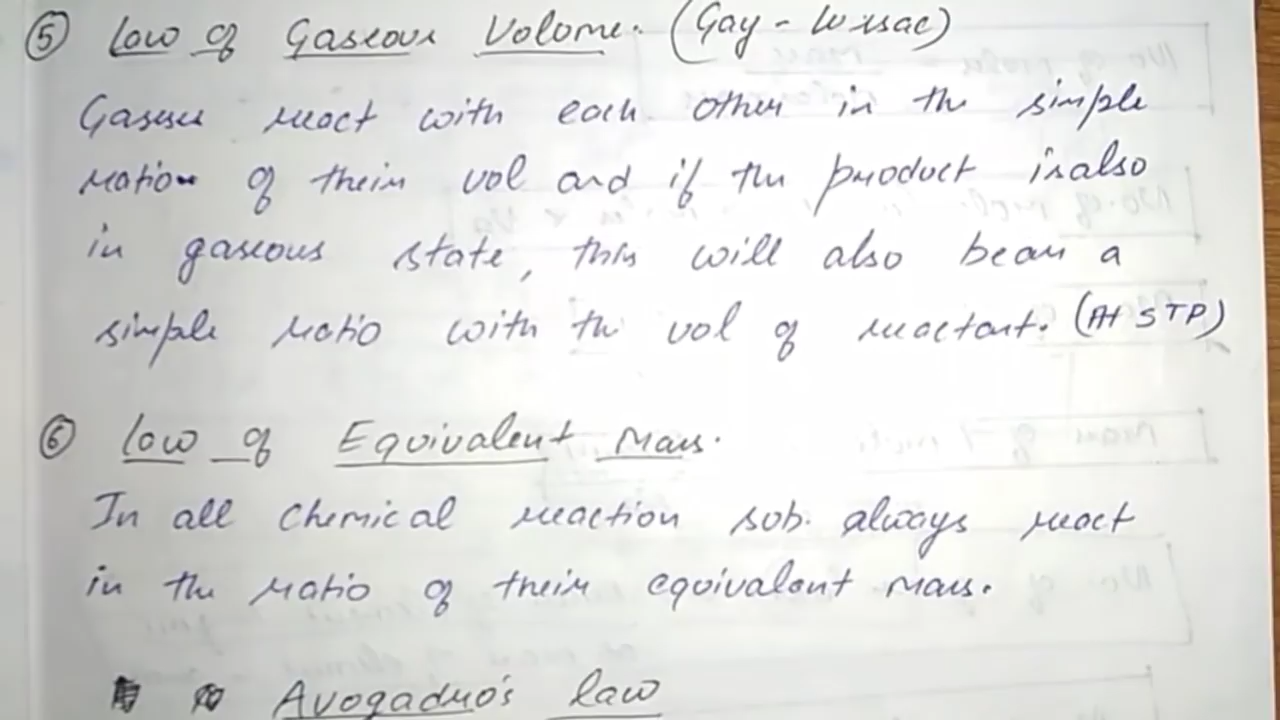 ⑤ Law of Gaseous Volume. (Gay - Lussac)
Gases react with each other in the simple
ratio of their vol and if the product is also
in gaseous state, this will also bear a
simple ratio with the vol of reactant. (At STP)
⑥ Law of Equivalent Mass.
In all chemical reaction sub. always react
in the ratio of their equivalent mass.
Avogadro's law